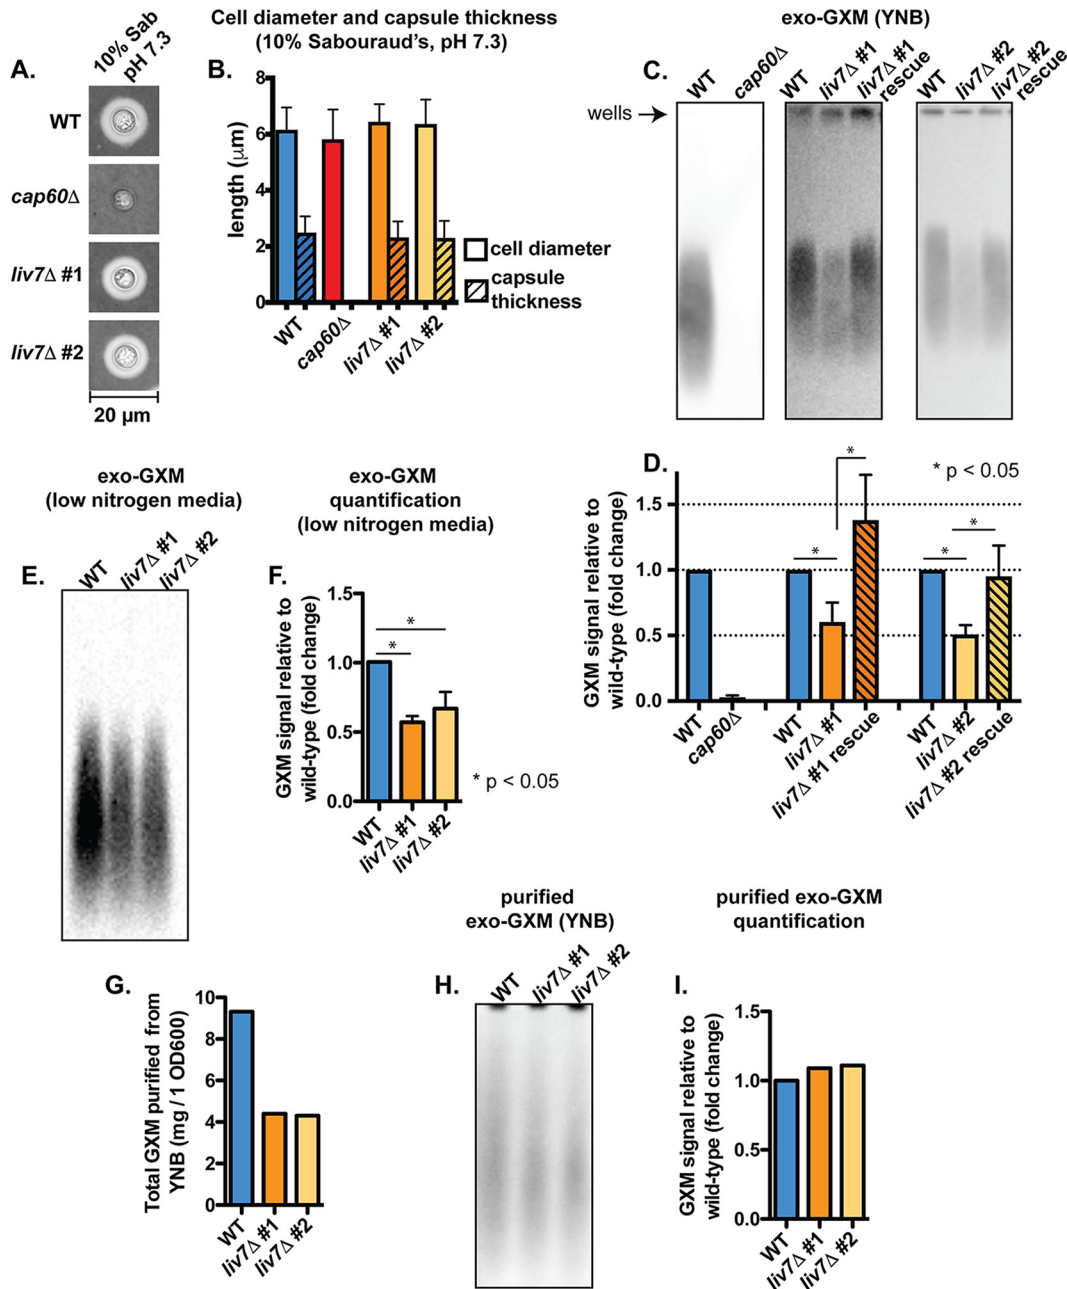 A.
10% Sab
pH 7.3
WT
cap60Δ
liv7Δ #1
liv7Δ #2
20 µm
Cell diameter and capsule thickness
(10% Sabouraud's, pH 7.3)
B.
length (µm)
8
6
4
2
0
WT
cap60Δ
liv7Δ #1
liv7Δ #2
cell diameter
capsule
thickness
exo-GXM (YNB)
C.
wells
WT
cap60Δ
WT
liv7Δ #1
liv7Δ #1
rescue
WT
liv7Δ #2
liv7Δ #2
rescue
D.
* p < 0.05
GXM signal relative to
wild-type (fold change)
1.5
1.0
0.5
0.0
*
*
*
*
WT
cap60Δ
WT
liv7Δ #1
liv7Δ #1 rescue
WT
liv7Δ #2
liv7Δ #2 rescue
exo-GXM
(low nitrogen media)
E.
WT
liv7Δ #1
liv7Δ #2
exo-GXM
quantification
(low nitrogen media)
F.
GXM signal relative to
wild-type (fold change)
1.5
1.0
0.5
0.0
*
*
WT
liv7Δ #1
liv7Δ #2
* p < 0.05
G.
Total GXM purified from
YNB (mg / 1 OD600)
10
8
6
4
2
0
WT
liv7Δ #1
liv7Δ #2
purified
exo-GXM (YNB)
H.
WT
liv7Δ #1
liv7Δ #2
purified exo-GXM
quantification
I.
GXM signal relative to
wild-type (fold change)
1.5
1.0
0.5
0.0
WT
liv7Δ #1
liv7Δ #2